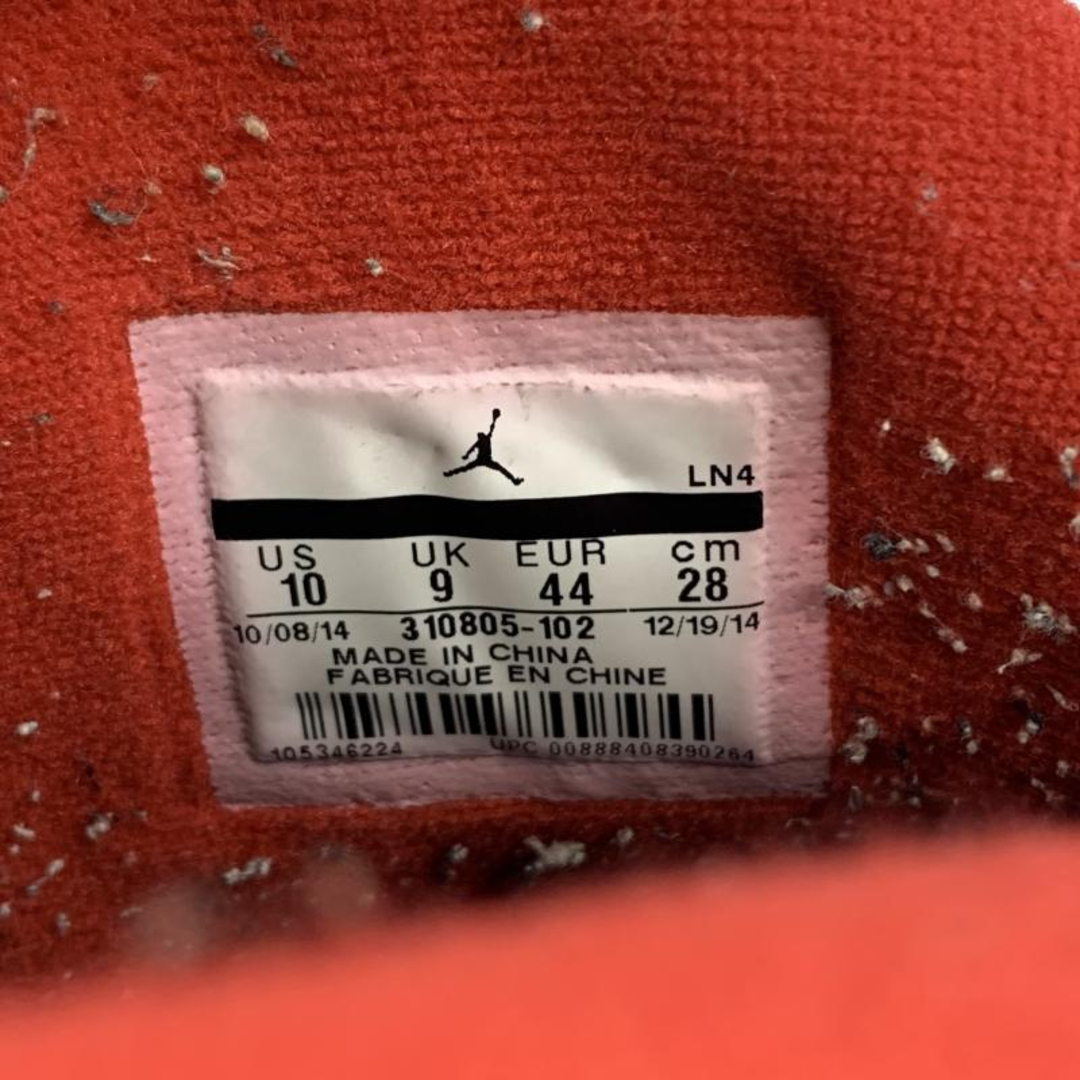 LN4
US UK EUR cm
10 9 44 28
10/08/14 310805-102 12/19/14
MADE IN CHINA
FABRIQUE EN CHINE
105346224 UPC 00888408390264